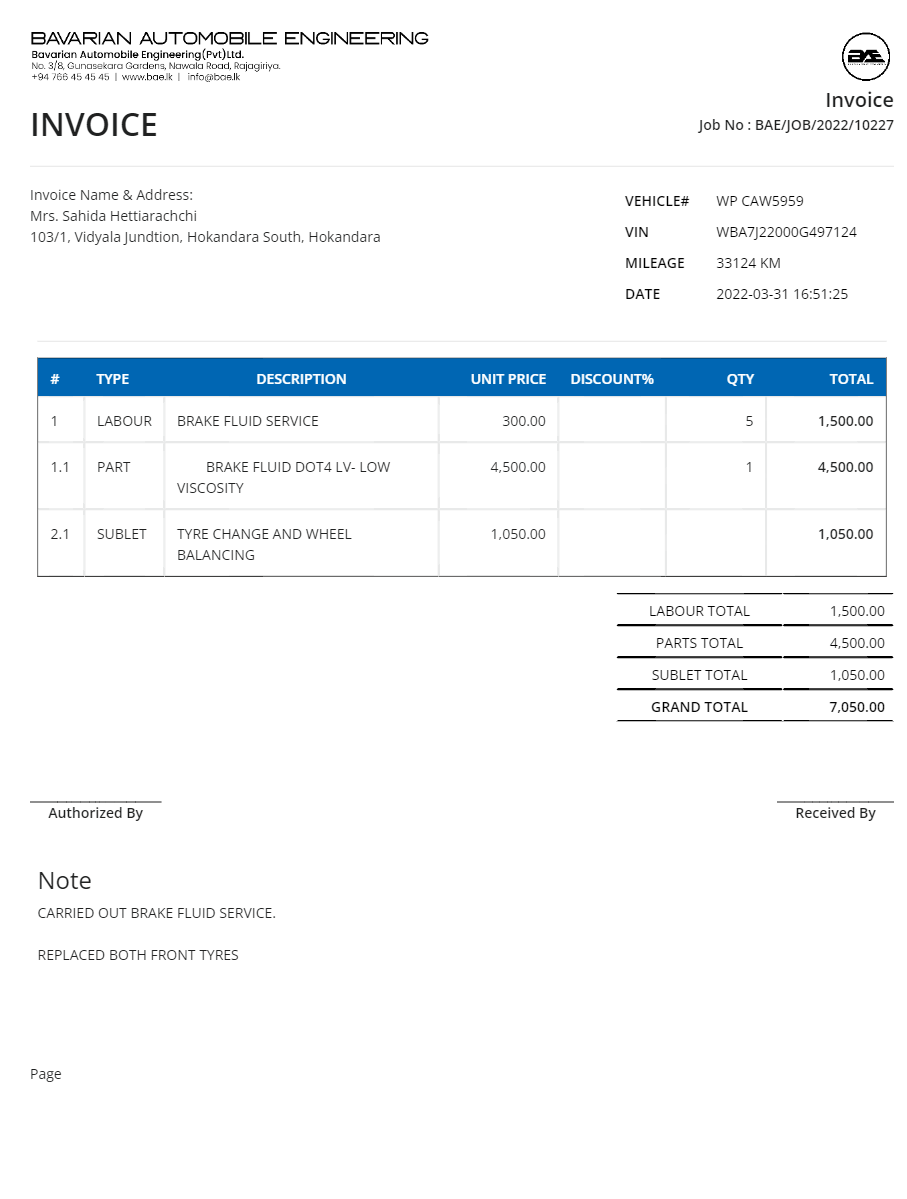 BAVARIAN AUTOMOBILE ENGINEERING
Bavarian Automobile Engineering(Pvt)Ltd.
No. 3/8, Gunasekara Gardens, Nawala Road, Rajagiriya.
+94 766 45 45 45 | www.bae.lk | info@bae.lk
BAE
Invoice
INVOICE
Job No : BAE/JOB/2022/10227
Invoice Name & Address:
Mrs. Sahida Hettiarachchi
103/1, Vidyala Jundtion, Hokandara South, Hokandara
VEHICLE# WP CAW5959
VIN WBA7J22000G497124
MILEAGE 33124 KM
DATE 2022-03-31 16:51:25
# TYPE DESCRIPTION UNIT PRICE DISCOUNT% QTY TOTAL
1 LABOUR BRAKE FLUID SERVICE 300.00 5 1,500.00
1.1 PART BRAKE FLUID DOT4 LV- LOW 4,500.00 1 4,500.00
VISCOSITY
2.1 SUBLET TYRE CHANGE AND WHEEL 1,050.00 1,050.00
BALANCING
LABOUR TOTAL 1,500.00
PARTS TOTAL 4,500.00
SUBLET TOTAL 1,050.00
GRAND TOTAL 7,050.00
Authorized By Received By
Note
CARRIED OUT BRAKE FLUID SERVICE.
REPLACED BOTH FRONT TYRES
Page